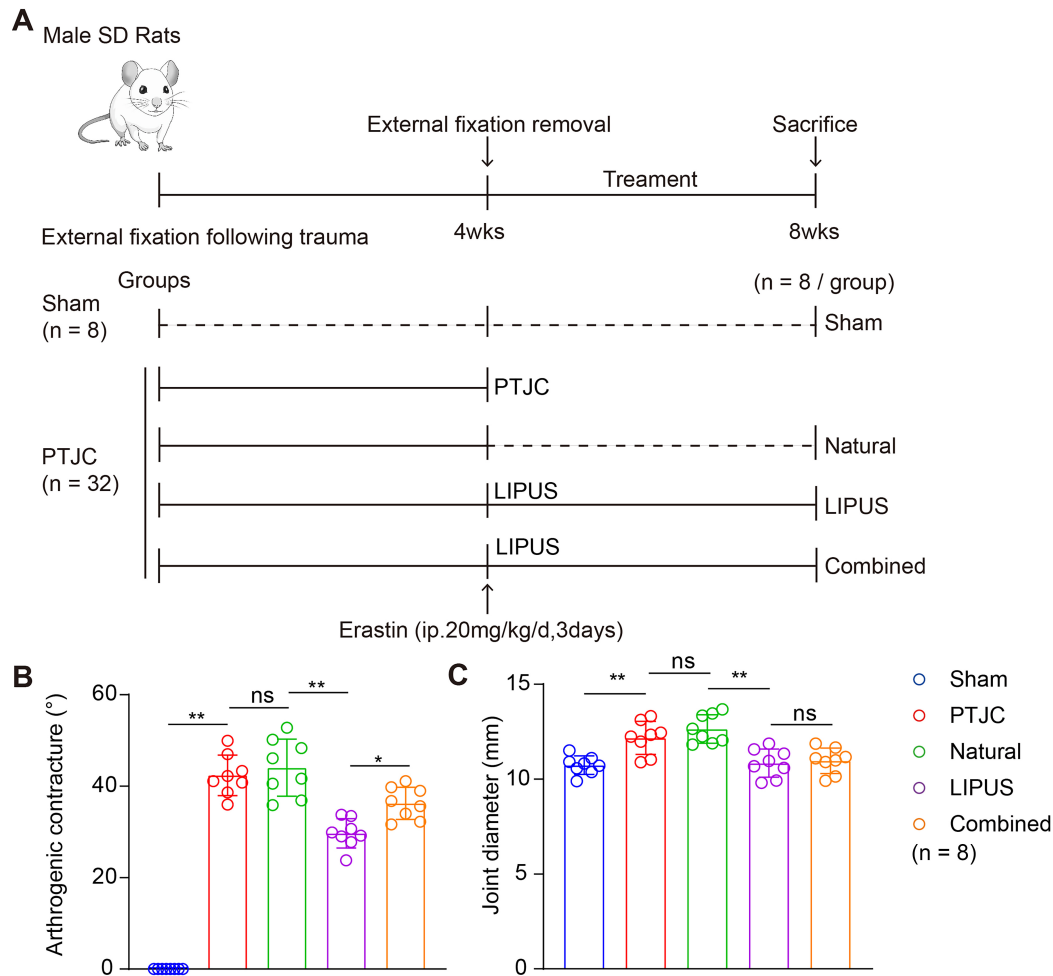 A
Male SD Rats
External fixation removal
Sacrifice
Treament
External fixation following trauma
4wks
8wks
Groups
(n = 8 / group)
Sham
(n = 8)
Sham
PTJC
Natural
PTJC
(n = 32)
LIPUS
LIPUS
LIPUS
Combined
Erastin (ip.20mg/kg/d,3days)
B
Arthrogenic contracture (°)
60
40
20
0
**
ns
**
*
C
Joint diameter (mm)
15
10
5
0
**
ns
**
ns
Sham
PTJC
Natural
LIPUS
Combined
(n = 8)